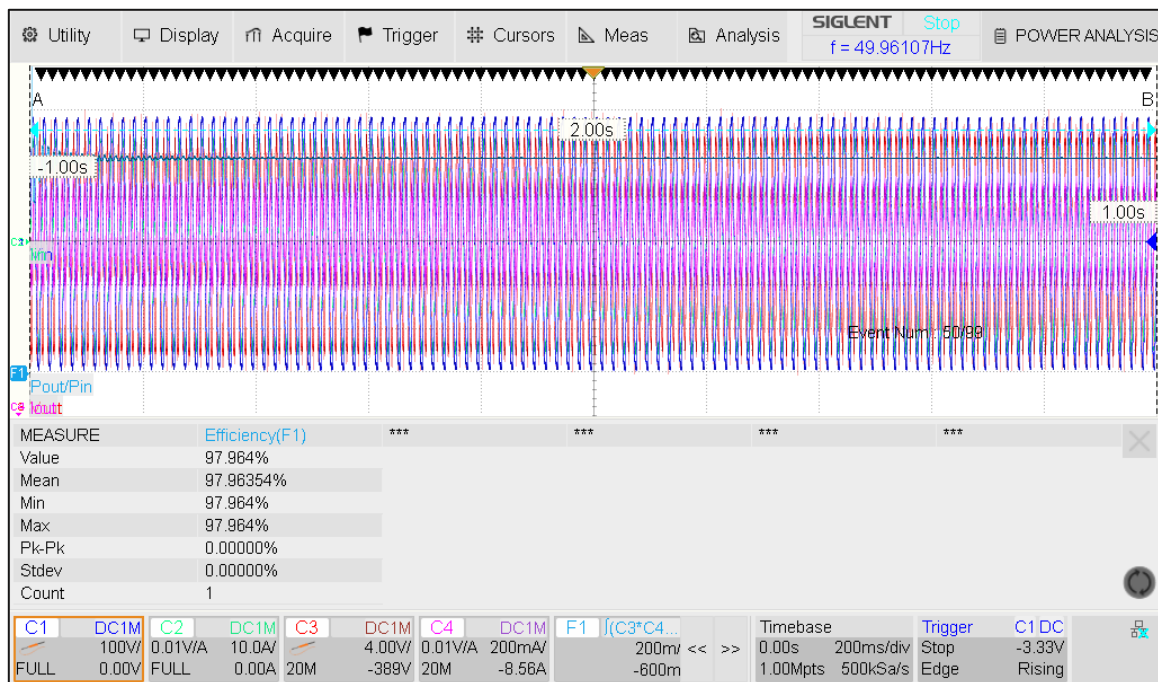 Utility Display Acquire Trigger Cursors Meas Analysis SIGLENT Stop POWER ANALYSIS
f = 49.96107Hz
A B
2.00s
-1.00s
1.00s
Event Num.: 50/99
F1
Pout/Pin
MEASURE Efficiency(F1) *** *** *** ***
Value 97.964%
Mean 97.96354%
Min 97.964%
Max 97.964%
Pk-Pk 0.00000%
Stdev 0.00000%
Count 1
C1 DC1M C2 DC1M C3 DC1M C4 DC1M F1 ∫(C3*C4... Timebase Trigger C1 DC
100V/ 0.01V/A 10.0A/ 4.00V/ 0.01V/A 200mA/ 200m/ << >> 0.00s 200ms/div Stop -3.33V
FULL 0.00V FULL 0.00A 20M -389V 20M -8.56A -600m 1.00Mpts 500kSa/s Edge Rising